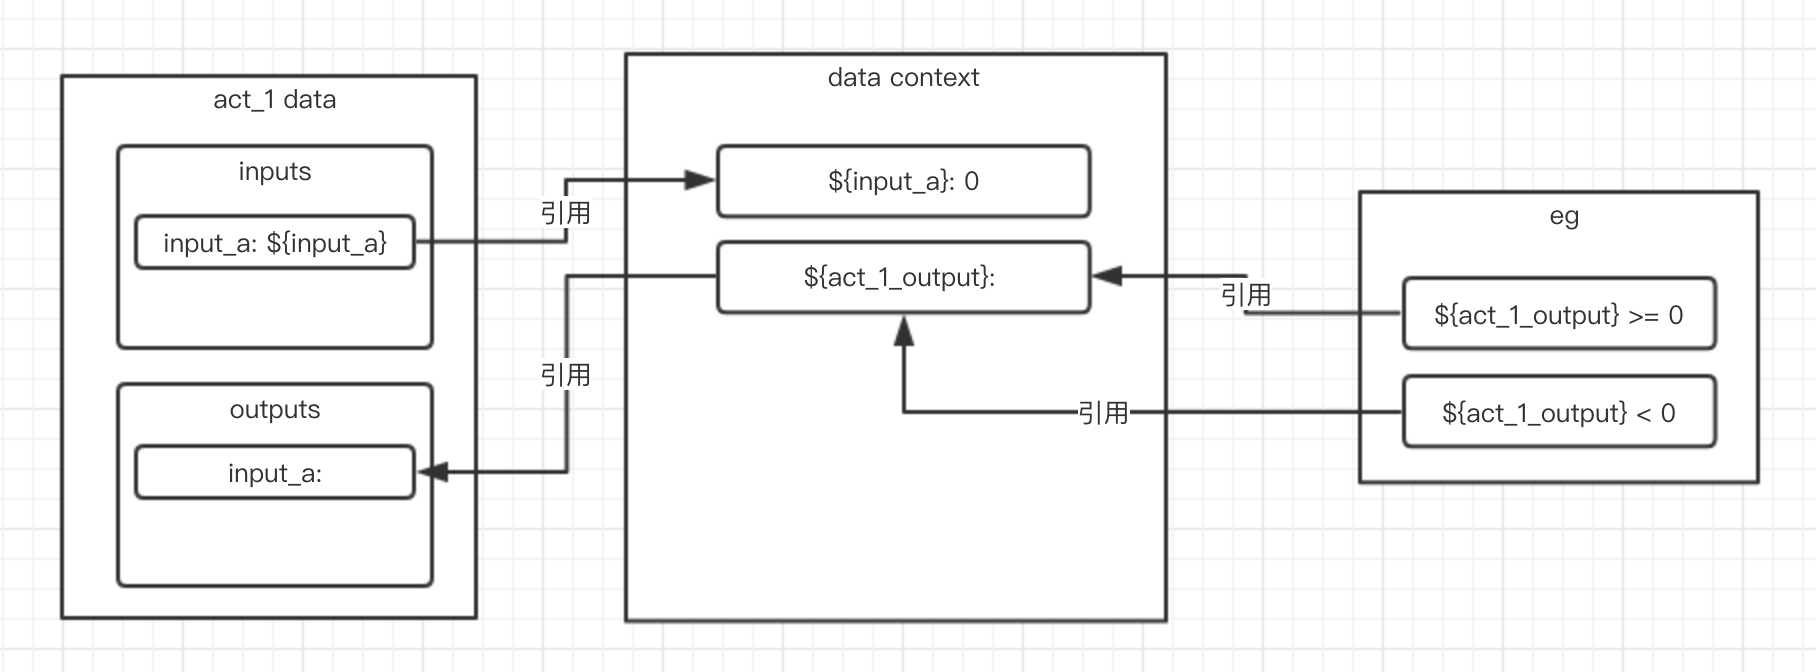 act_1 data
inputs
input_a: ${input_a}
outputs
input_a:
引用
引用
data context
${input_a}: 0
${act_1_output}:
引用
引用
eg
${act_1_output} >= 0
${act_1_output} < 0